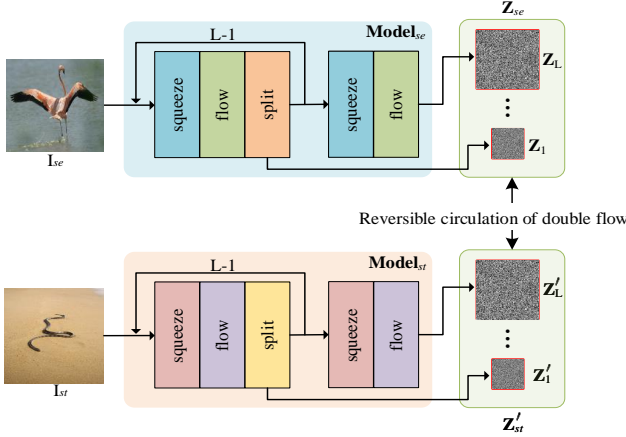 Z_se
L-1
Model_se
squeeze
flow
split
squeeze
flow
Z_L
...
Z_1
I_se
Reversible circulation of double flow
L-1
Model_st
squeeze
flow
split
squeeze
flow
Z′_L
...
Z′_1
I_st
Z′_st